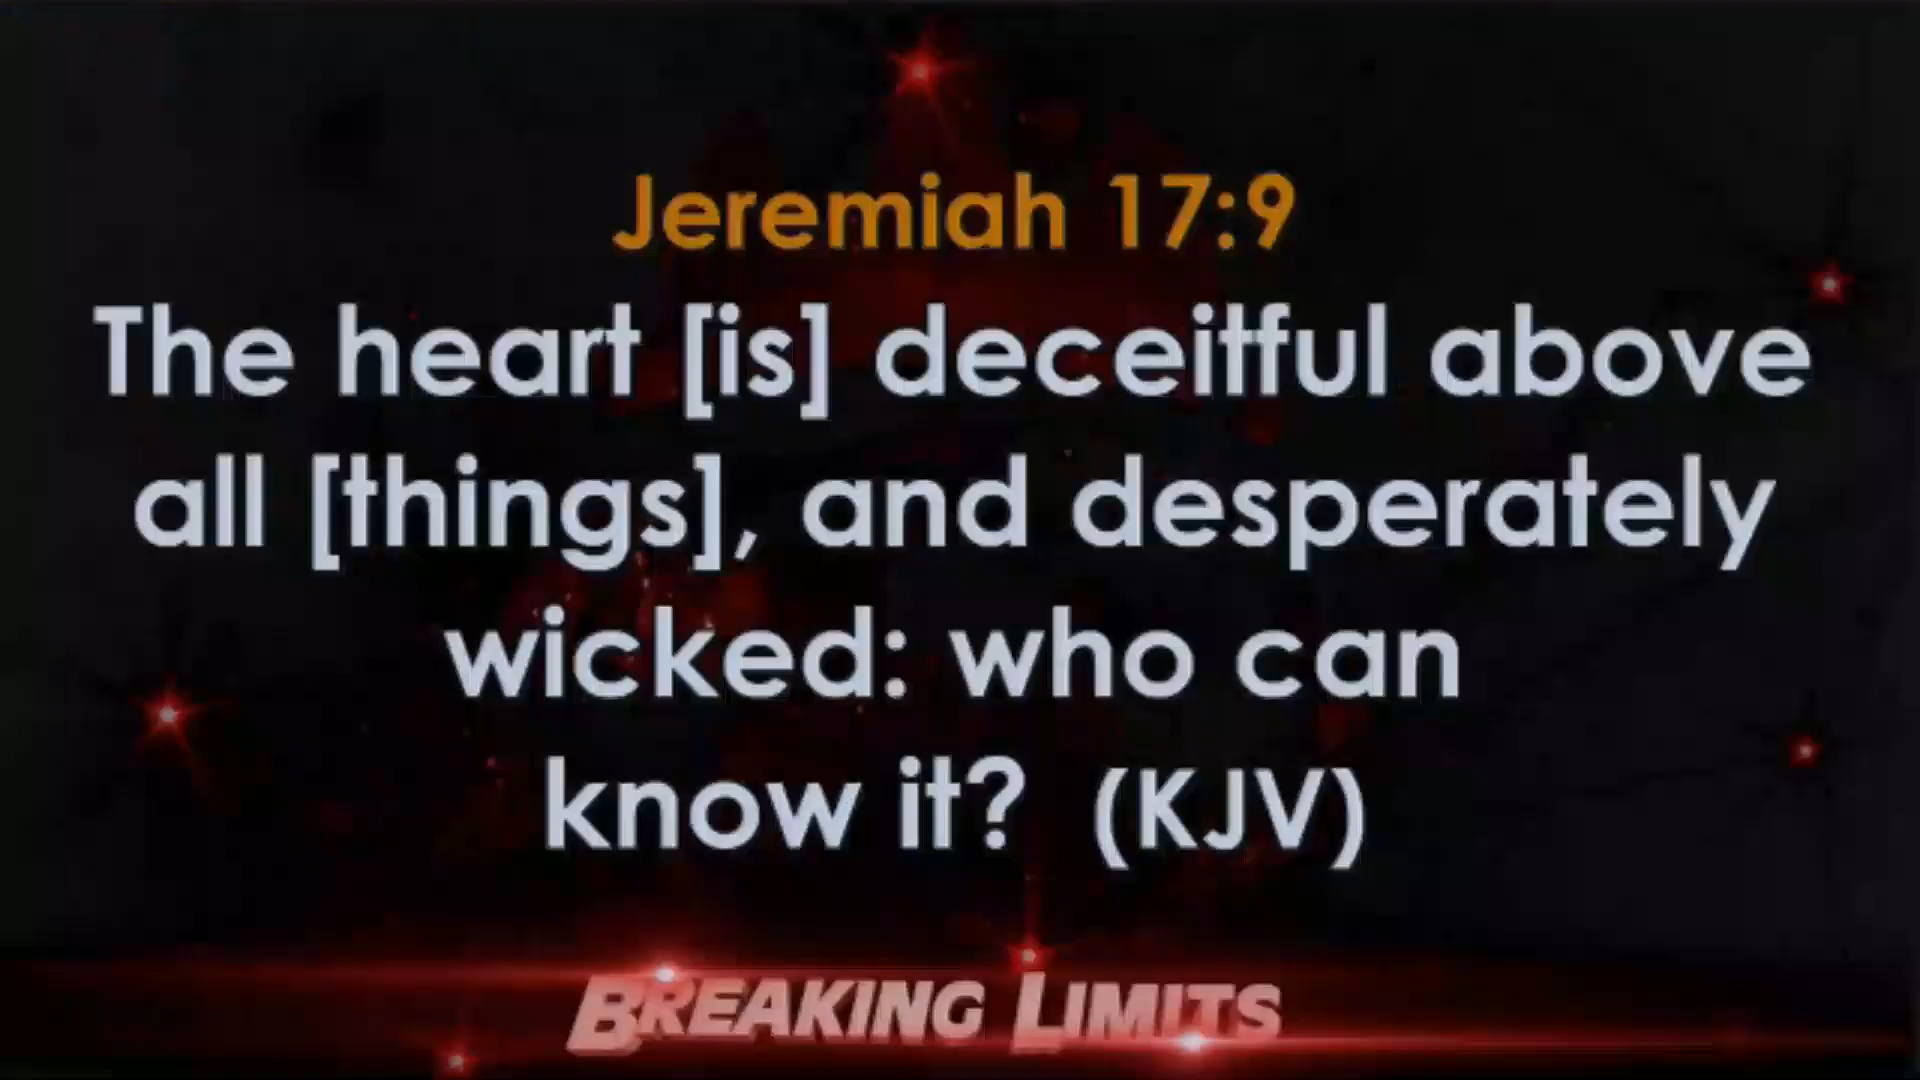 Jeremiah 17:9
The heart [is] deceitful above
all [things], and desperately
wicked: who can
know it? (KJV)
BREAKING LIMITS